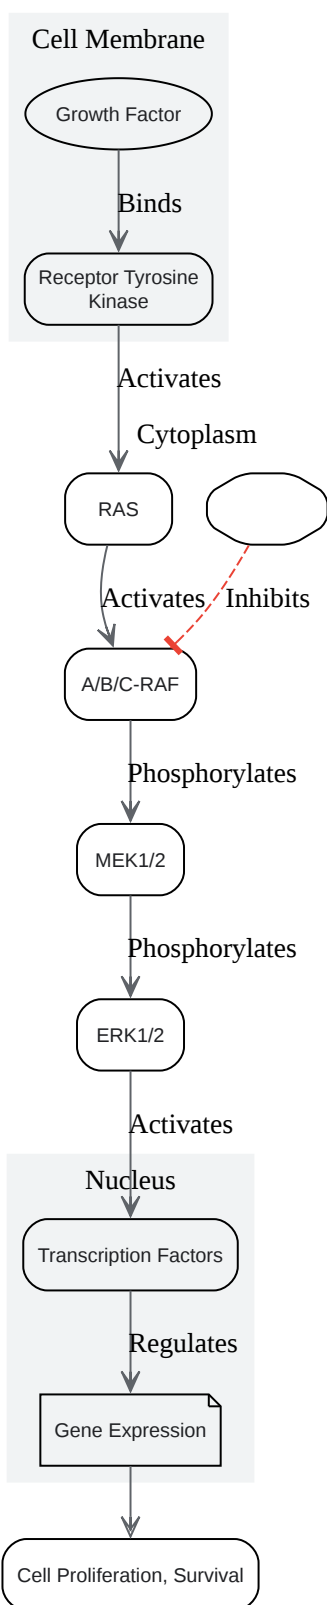 Cell Membrane
Growth Factor
Binds
Receptor Tyrosine
Kinase
Activates
Cytoplasm
RAS
Activates
Inhibits
A/B/C-RAF
Phosphorylates
MEK1/2
Phosphorylates
ERK1/2
Activates
Nucleus
Transcription Factors
Regulates
Gene Expression
Cell Proliferation, Survival